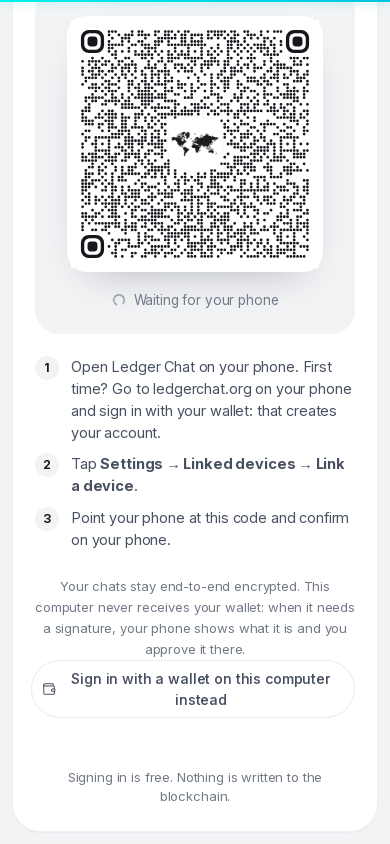 Waiting for your phone
1 Open Ledger Chat on your phone. First
time? Go to ledgerchat.org on your phone
and sign in with your wallet: that creates
your account.
2 Tap Settings → Linked devices → Link
a device.
3 Point your phone at this code and confirm
on your phone.
Your chats stay end-to-end encrypted. This
computer never receives your wallet: when it needs
a signature, your phone shows what it is and you
approve it there.
Sign in with a wallet on this computer
instead
Signing in is free. Nothing is written to the
blockchain.